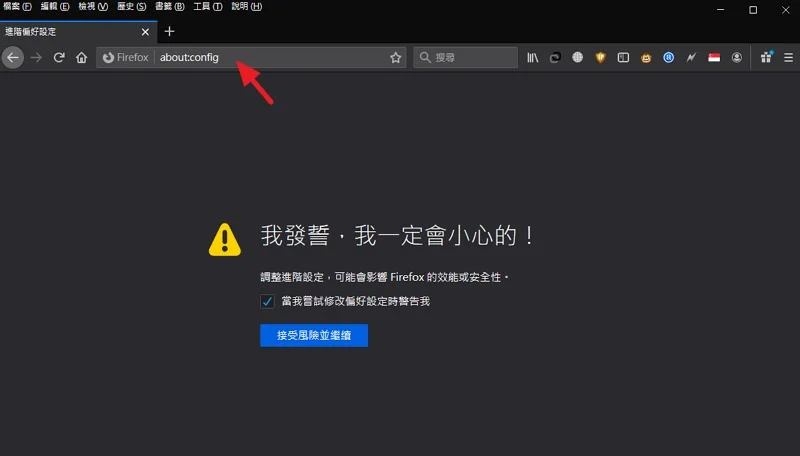 檔案(F) 編輯(E) 檢視(V) 歷史(S) 書籤(B) 工具(T) 說明(H)
進階偏好設定
Firefox about:config 搜尋
我發誓，我一定會小心的！
調整進階設定，可能會影響 Firefox 的效能或安全性。
當我嘗試修改偏好設定時警告我
接受風險並繼續